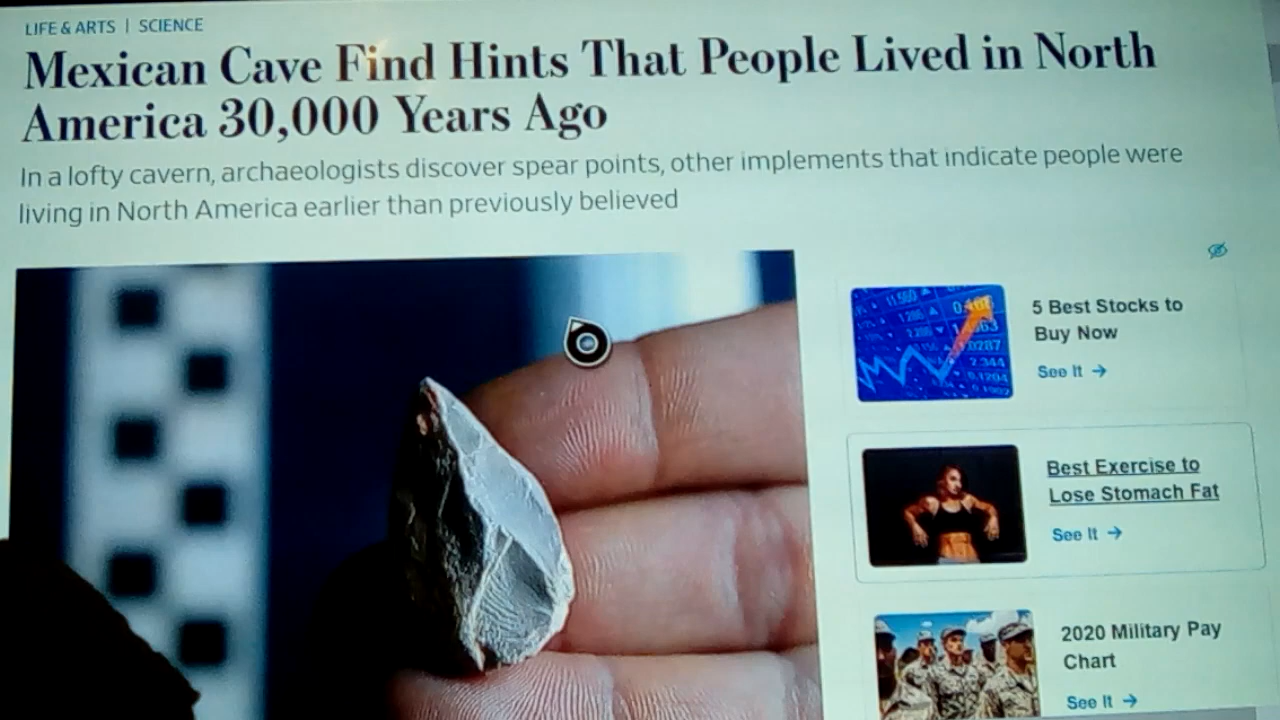 LIFE & ARTS | SCIENCE
Mexican Cave Find Hints That People Lived in North
America 30,000 Years Ago
In a lofty cavern, archaeologists discover spear points, other implements that indicate people were
living in North America earlier than previously believed
5 Best Stocks to
Buy Now
See It →
Best Exercise to
Lose Stomach Fat
See It →
2020 Military Pay
Chart
See It →